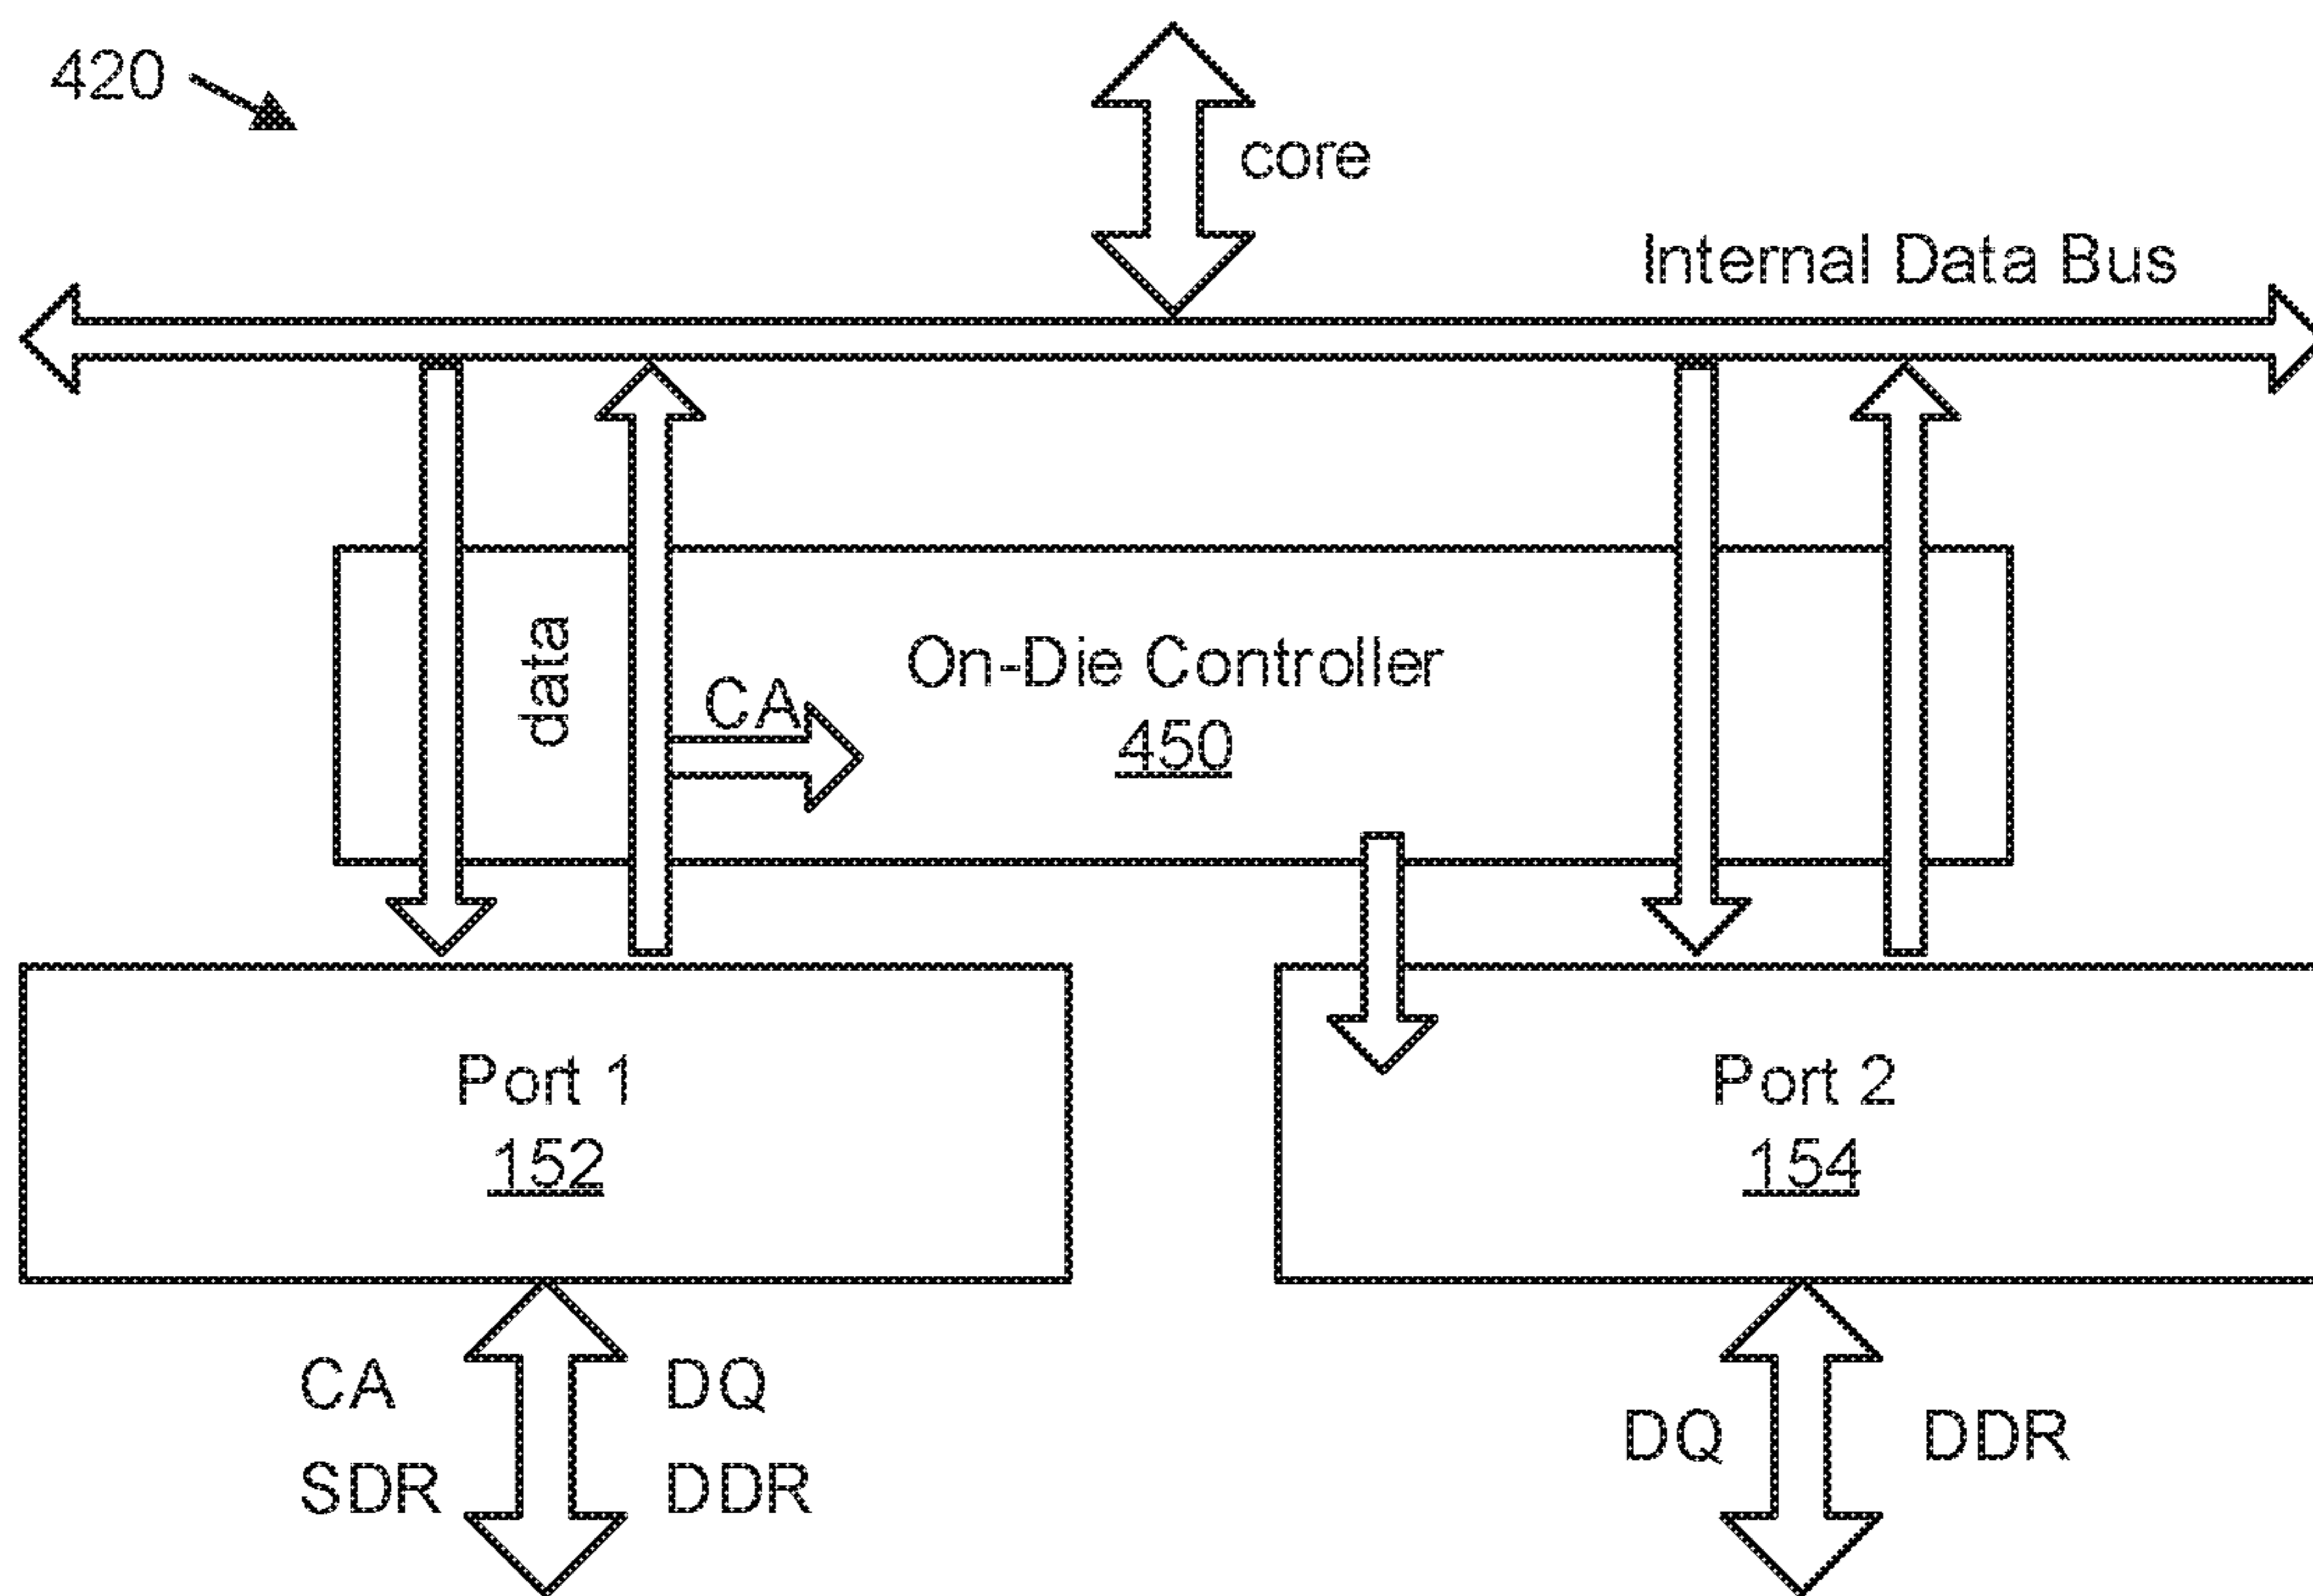 420
core
Internal Data Bus
data
CA
On-Die Controller
450
Port 1
152
Port 2
154
CA
SDR
DQ
DDR
DQ
DDR